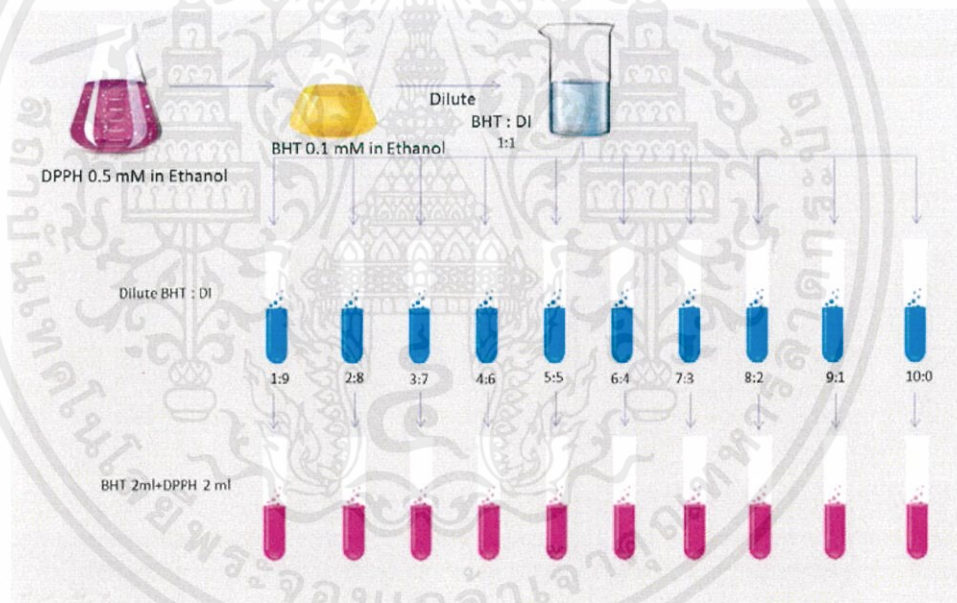 Dilute
BHT : DI
1:1
BHT 0.1 mM in Ethanol
DPPH 0.5 mM in Ethanol
Dilute BHT : DI
1:9 2:8 3:7 4:6 5:5 6:4 7:3 8:2 9:1 10:0
BHT 2ml+DPPH 2 ml